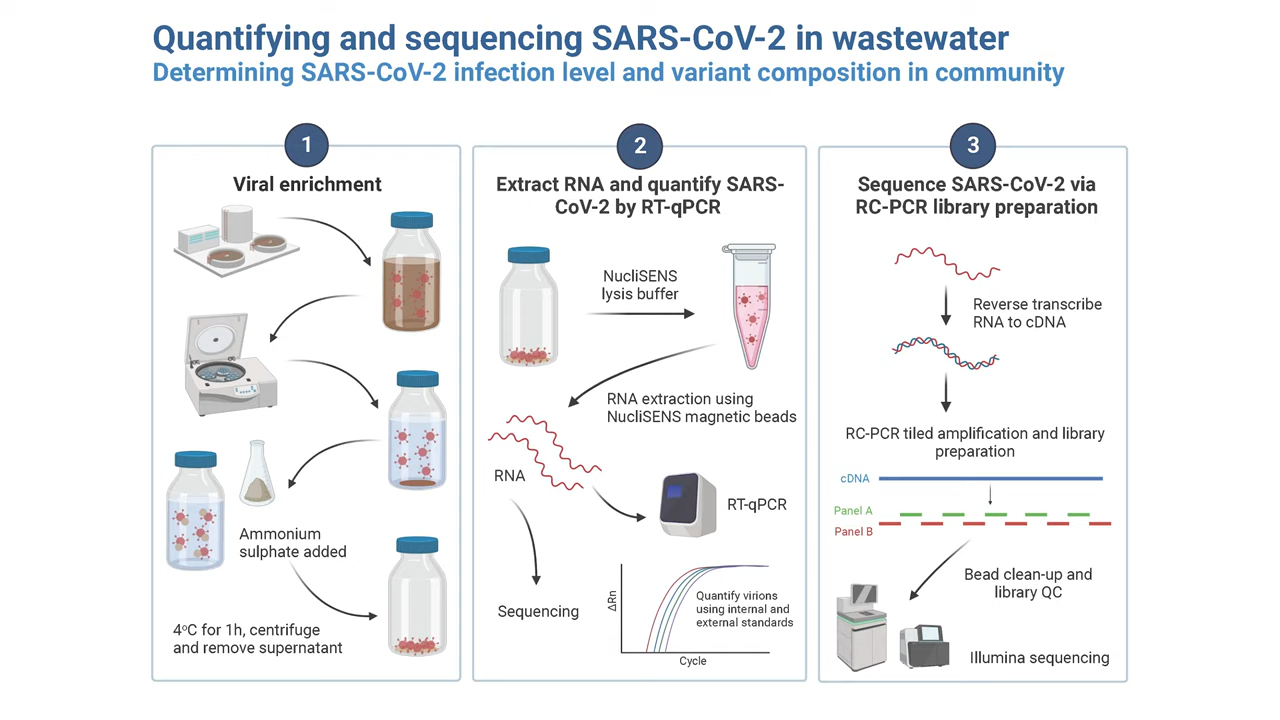 Quantifying and sequencing SARS-CoV-2 in wastewater
Determining SARS-CoV-2 infection level and variant composition in community
1
Viral enrichment
Ammonium
sulphate added
4ºC for 1h, centrifuge
and remove supernatant
2
Extract RNA and quantify SARS-
CoV-2 by RT-qPCR
NucliSENS
lysis buffer
RNA extraction using
NucliSENS magnetic beads
RNA
RT-qPCR
Sequencing
ΔRn
Quantify virions
using internal and
external standards
Cycle
3
Sequence SARS-CoV-2 via
RC-PCR library preparation
Reverse transcribe
RNA to cDNA
RC-PCR tiled amplification and library
preparation
cDNA
Panel A
Panel B
Bead clean-up and
library QC
Illumina sequencing